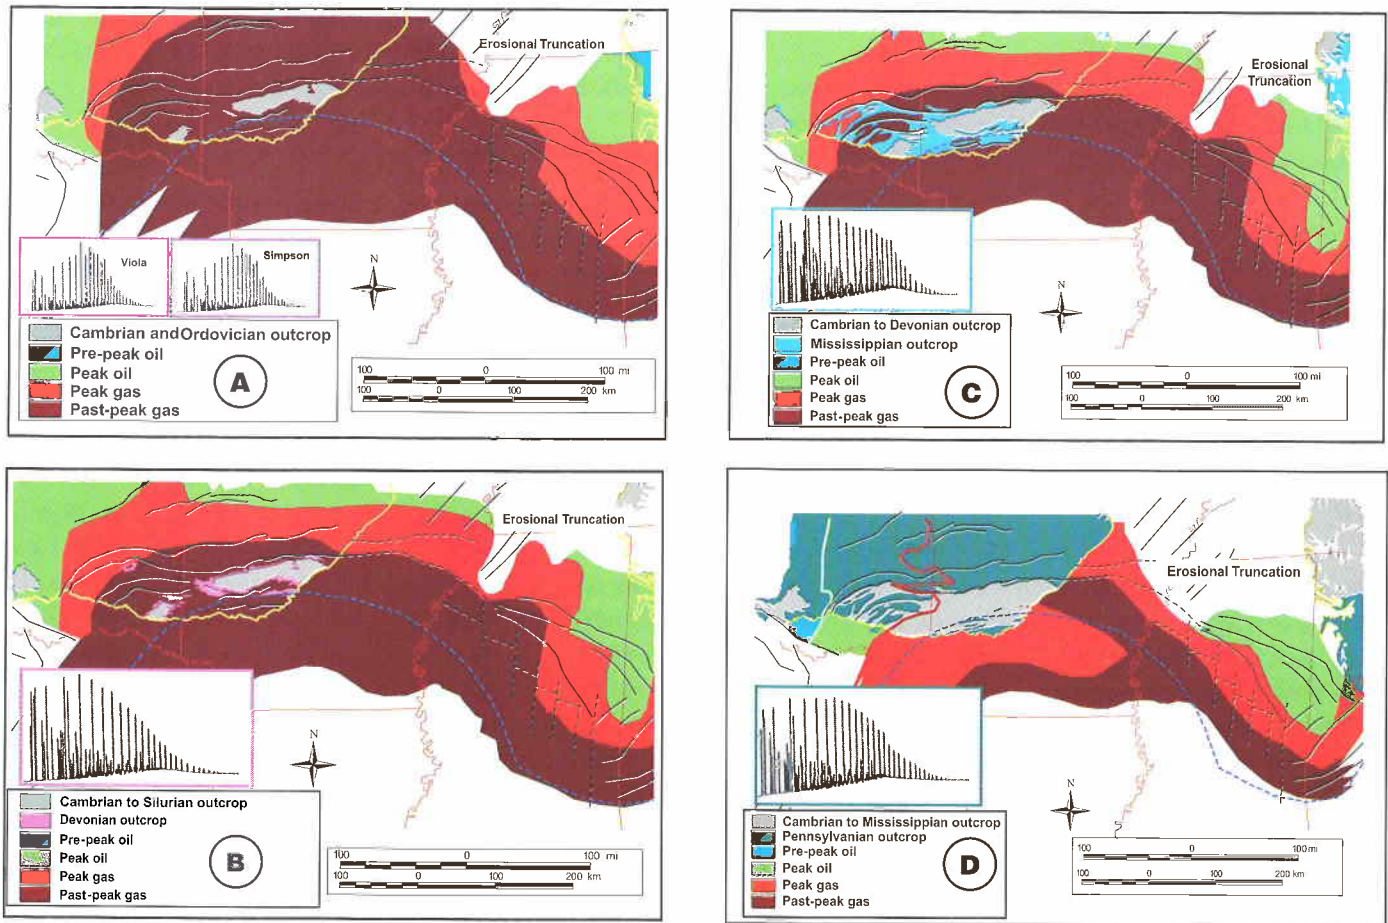 Erosional Truncation
Viola
Simpson
N
Cambrian and Ordovician outcrop
Pre-peak oil
Peak oil
Peak gas
Past-peak gas
A
100 0 100 mi
100 0 100 200 km
Erosional
Truncation
N
Cambrian to Devonian outcrop
Mississippian outcrop
Pre-peak oil
Peak oil
Peak gas
Past-peak gas
C
100 0 100 mi
100 0 100 200 km
Erosional Truncation
N
Cambrian to Silurian outcrop
Devonian outcrop
Pre-peak oil
Peak oil
Peak gas
Past-peak gas
B
100 0 100 mi
100 0 100 200 km
Erosional Truncation
N
Cambrian to Mississippian outcrop
Pennsylvanian outcrop
Pre-peak oil
Peak oil
Peak gas
Past-peak gas
D
100 0 100 mi
100 0 100 200 km